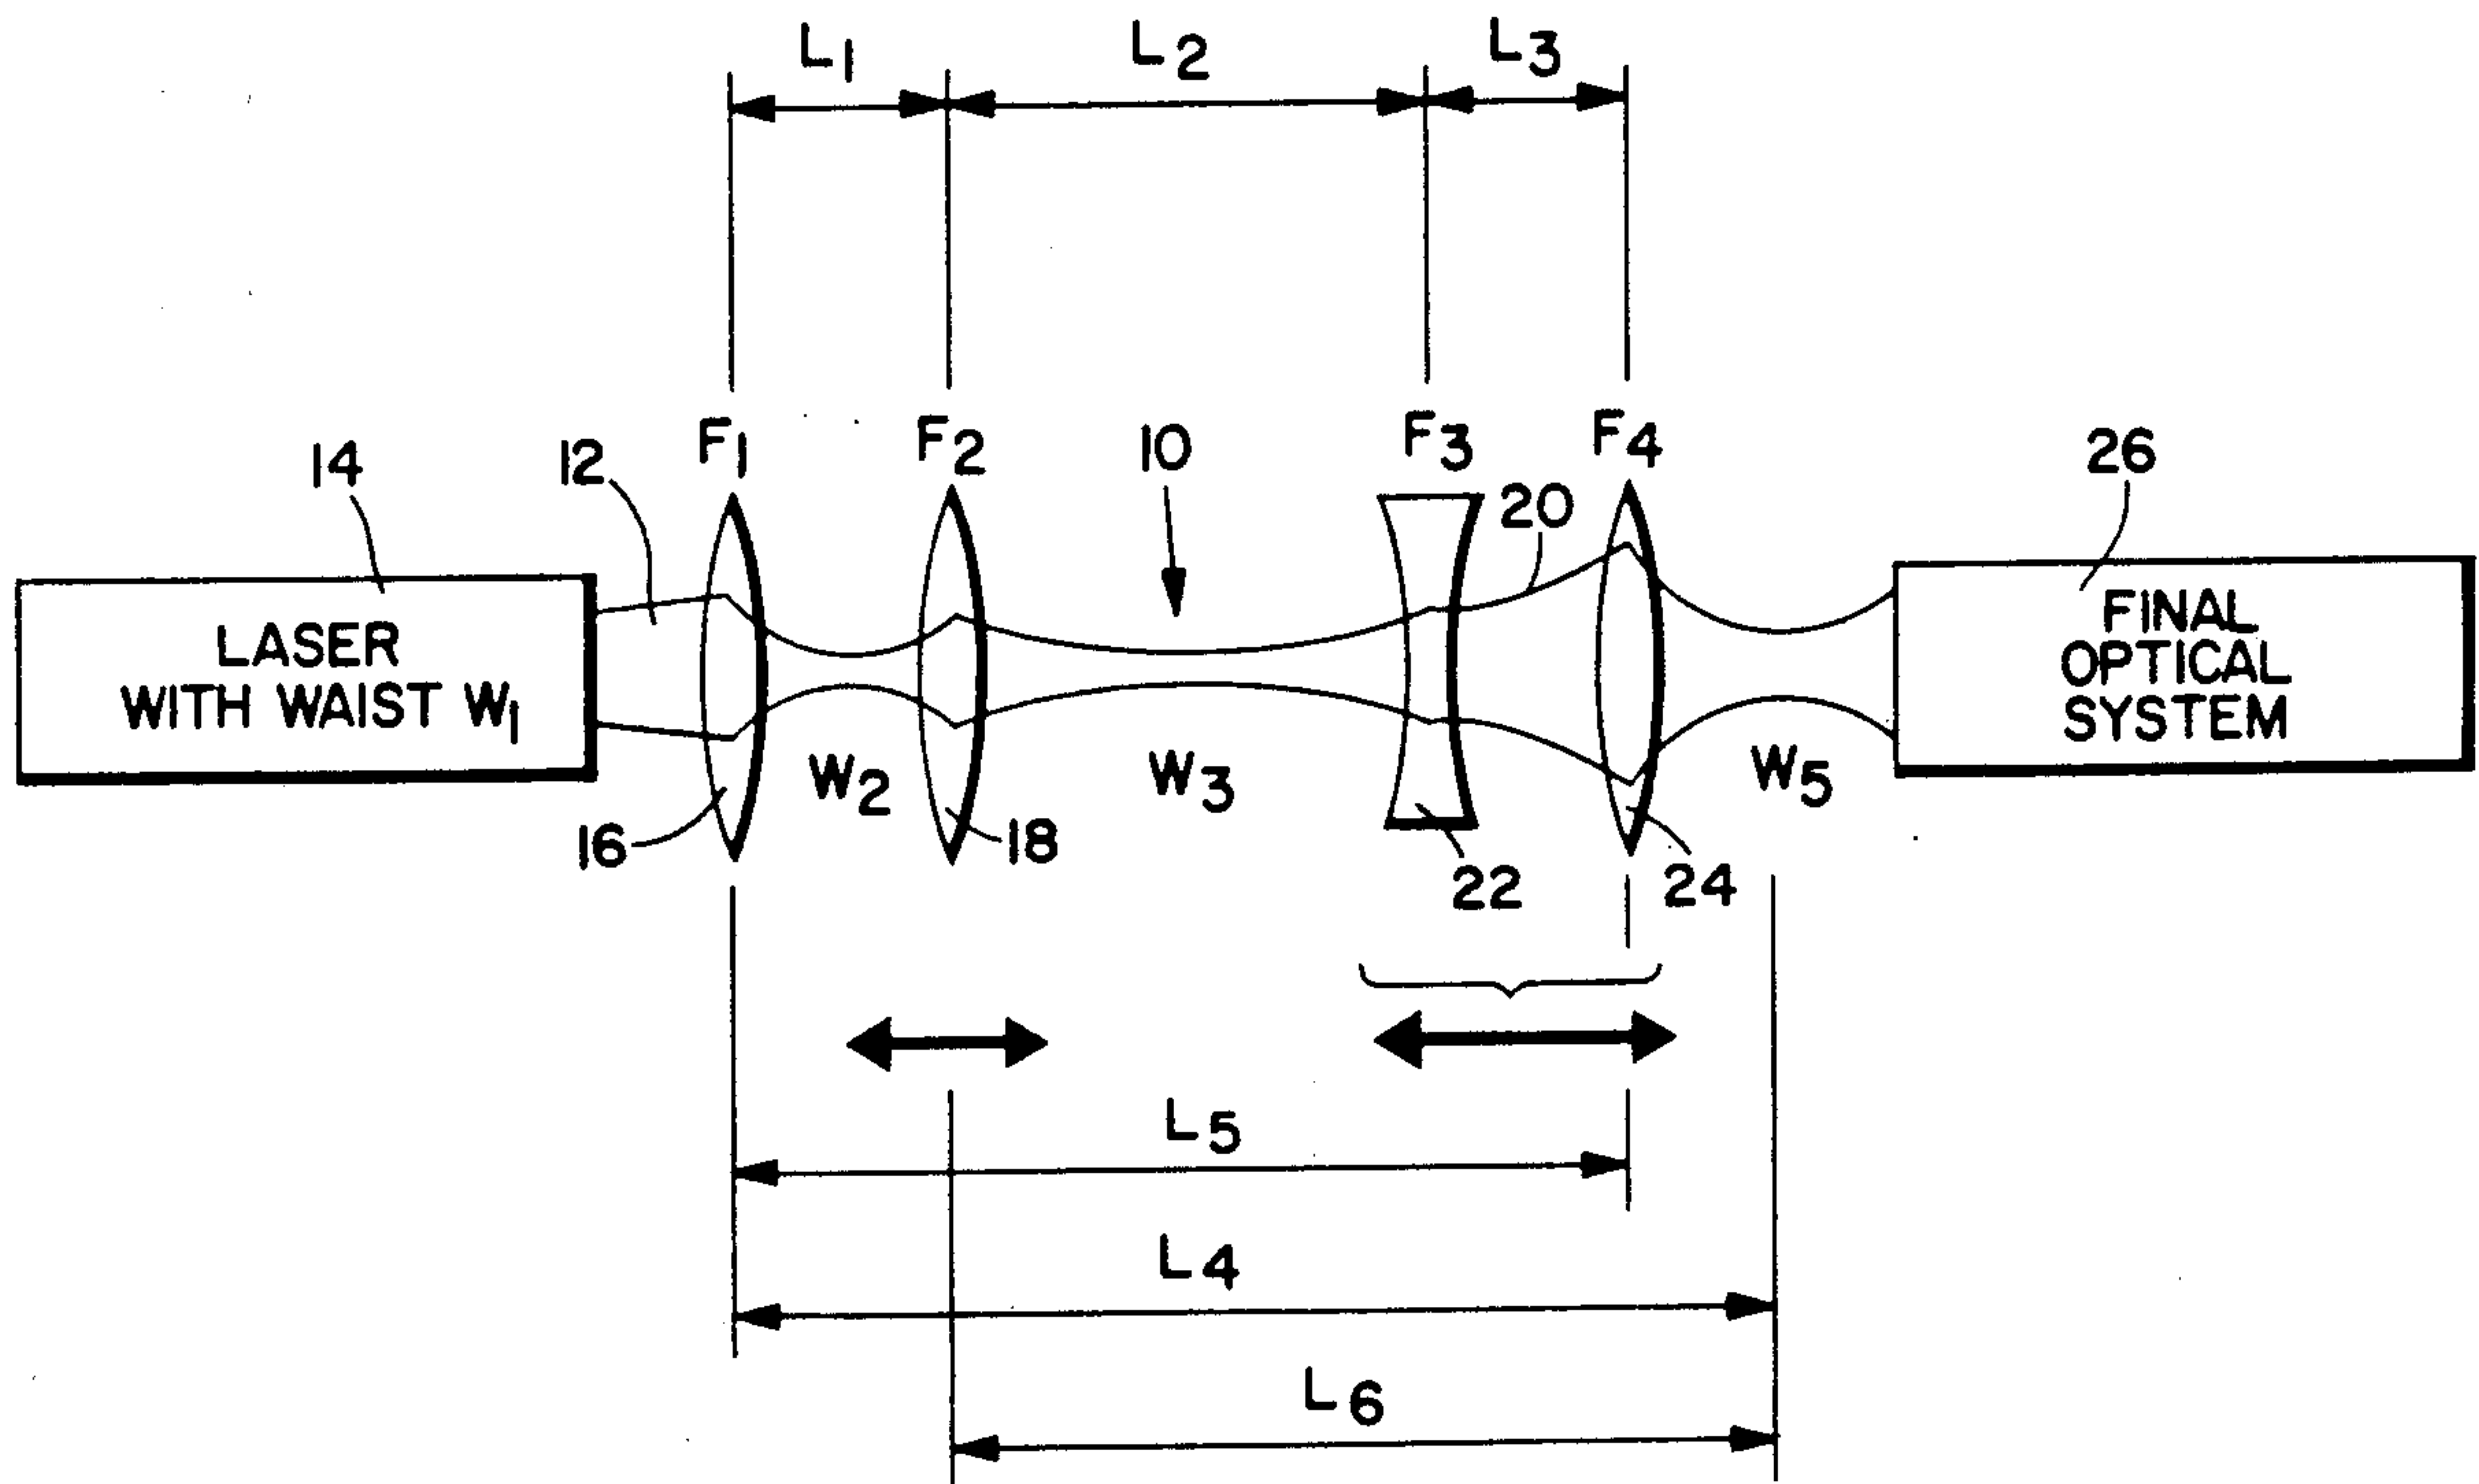 L1 L2 L3
F1 F2 10 F3 F4
14 12 20 26
LASER
WITH WAIST W1
FINAL
OPTICAL
SYSTEM
W2 W3 W5
16 18 22 24
L5
L4
L6